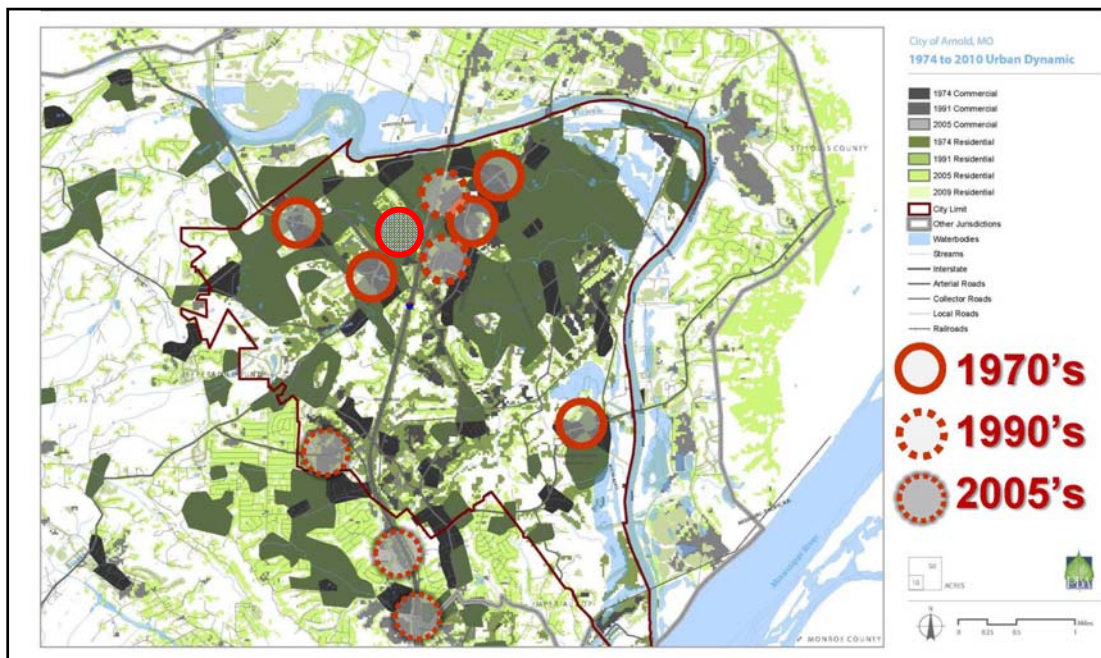 City of Arnold, MO
1974 to 2010 Urban Dynamic
1974 Commercial
1991 Commercial
2005 Commercial
1974 Residential
1991 Residential
2005 Residential
2009 Residential
City Limit
Other Jurisdictions
Waterbodies
Streams
Interstate
Arterial Roads
Collector Roads
Local Roads
Railroads
1970's
1990's
2005's
ACRES
PDA
N
0 0.25 0.5 1
Miles
ST LOUIS COUNTY
Mississippi River
MONROE COUNTY